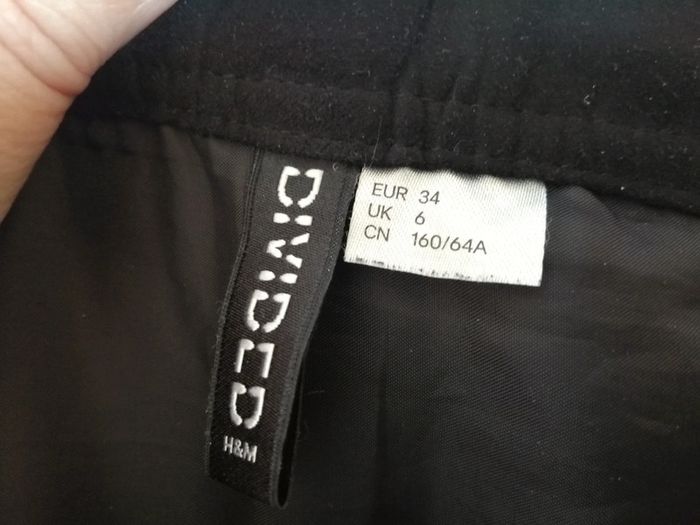 DIVIDED
H&M
EUR 34
UK 6
CN 160/64A